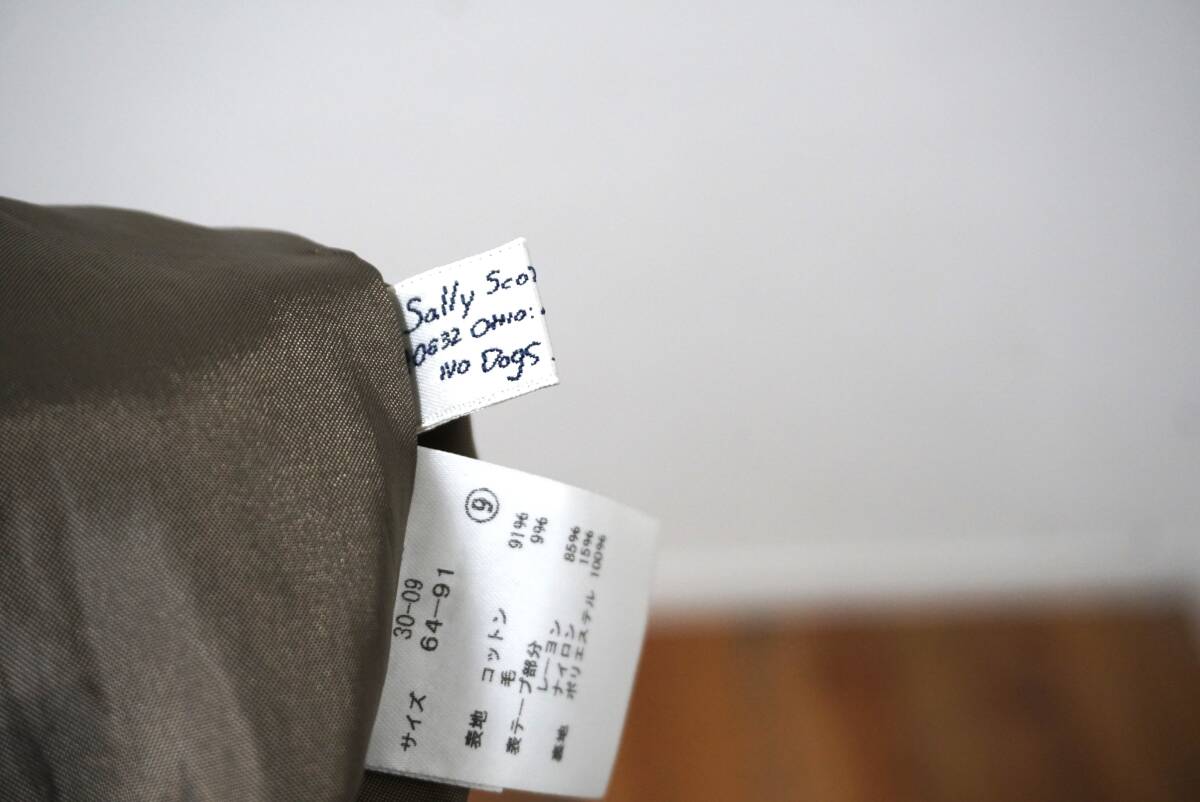 Sally Scot
10632 Ohio:
No Dogs.
サイズ 30-09
64-91 ⑨
表地 コットン 91%
毛 9%
表テープ部分
レーヨン 85%
ナイロン 15%
裏地 ポリエステル 100%